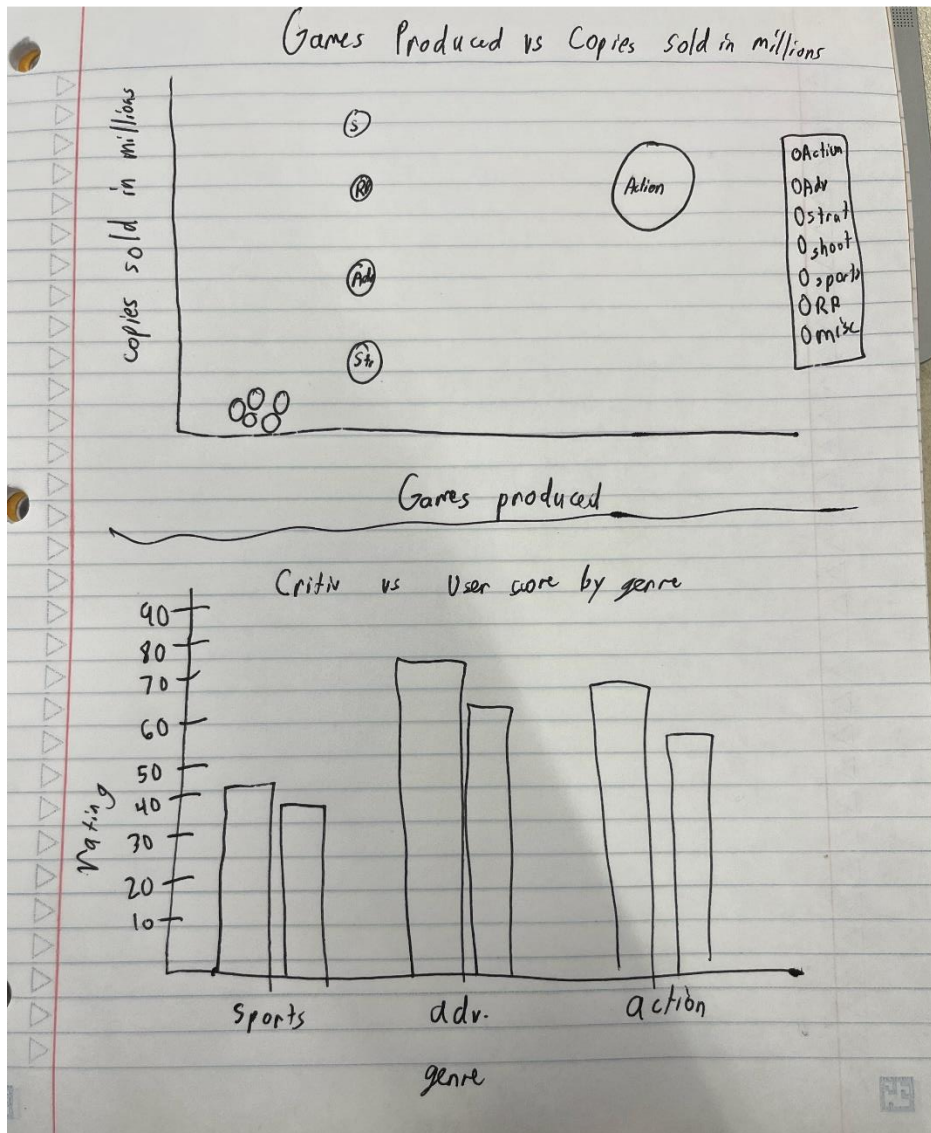 Games Produced vs Copies sold in millions
copies sold in millions
S
RP
Action
Adv
Str
OAction
OAdv
Ostrat
Oshoot
Osports
ORP
Omisc
Games produced
Critiv vs User score by genre
90
80
70
60
50
40
30
20
10
rating
sports adv. action
genre